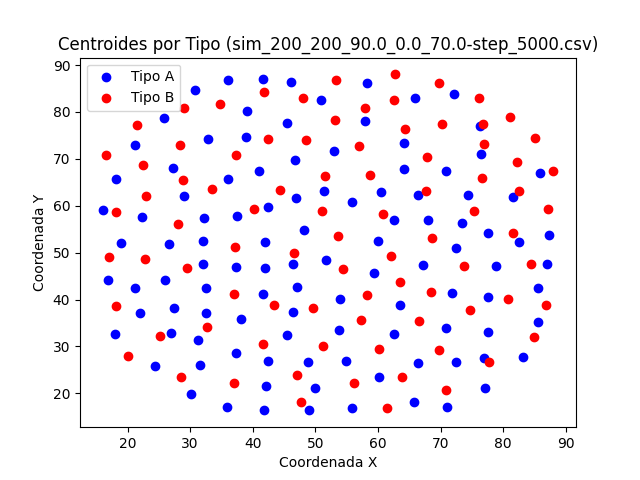 Centroides por Tipo (sim_200_200_90.0_0.0_70.0-step_5000.csv)
Tipo A
Tipo B
90
80
70
60
50
40
30
20
Coordenada Y
20 30 40 50 60 70 80 90
Coordenada X